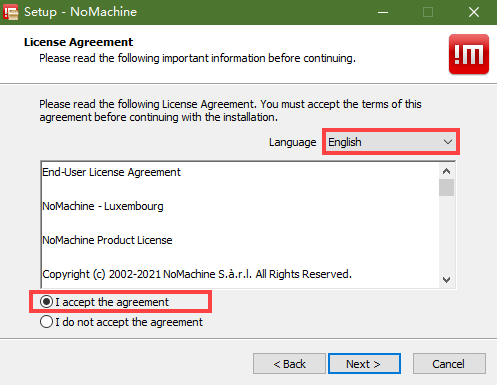 Setup - NoMachine
License Agreement
Please read the following important information before continuing.
!m
Please read the following License Agreement. You must accept the terms of this
agreement before continuing with the installation.
Language English
End-User License Agreement
NoMachine - Luxembourg
NoMachine Product License
Copyright (c) 2002-2021 NoMachine S.à.r.l. All Rights Reserved.
I accept the agreement
I do not accept the agreement
< Back Next > Cancel